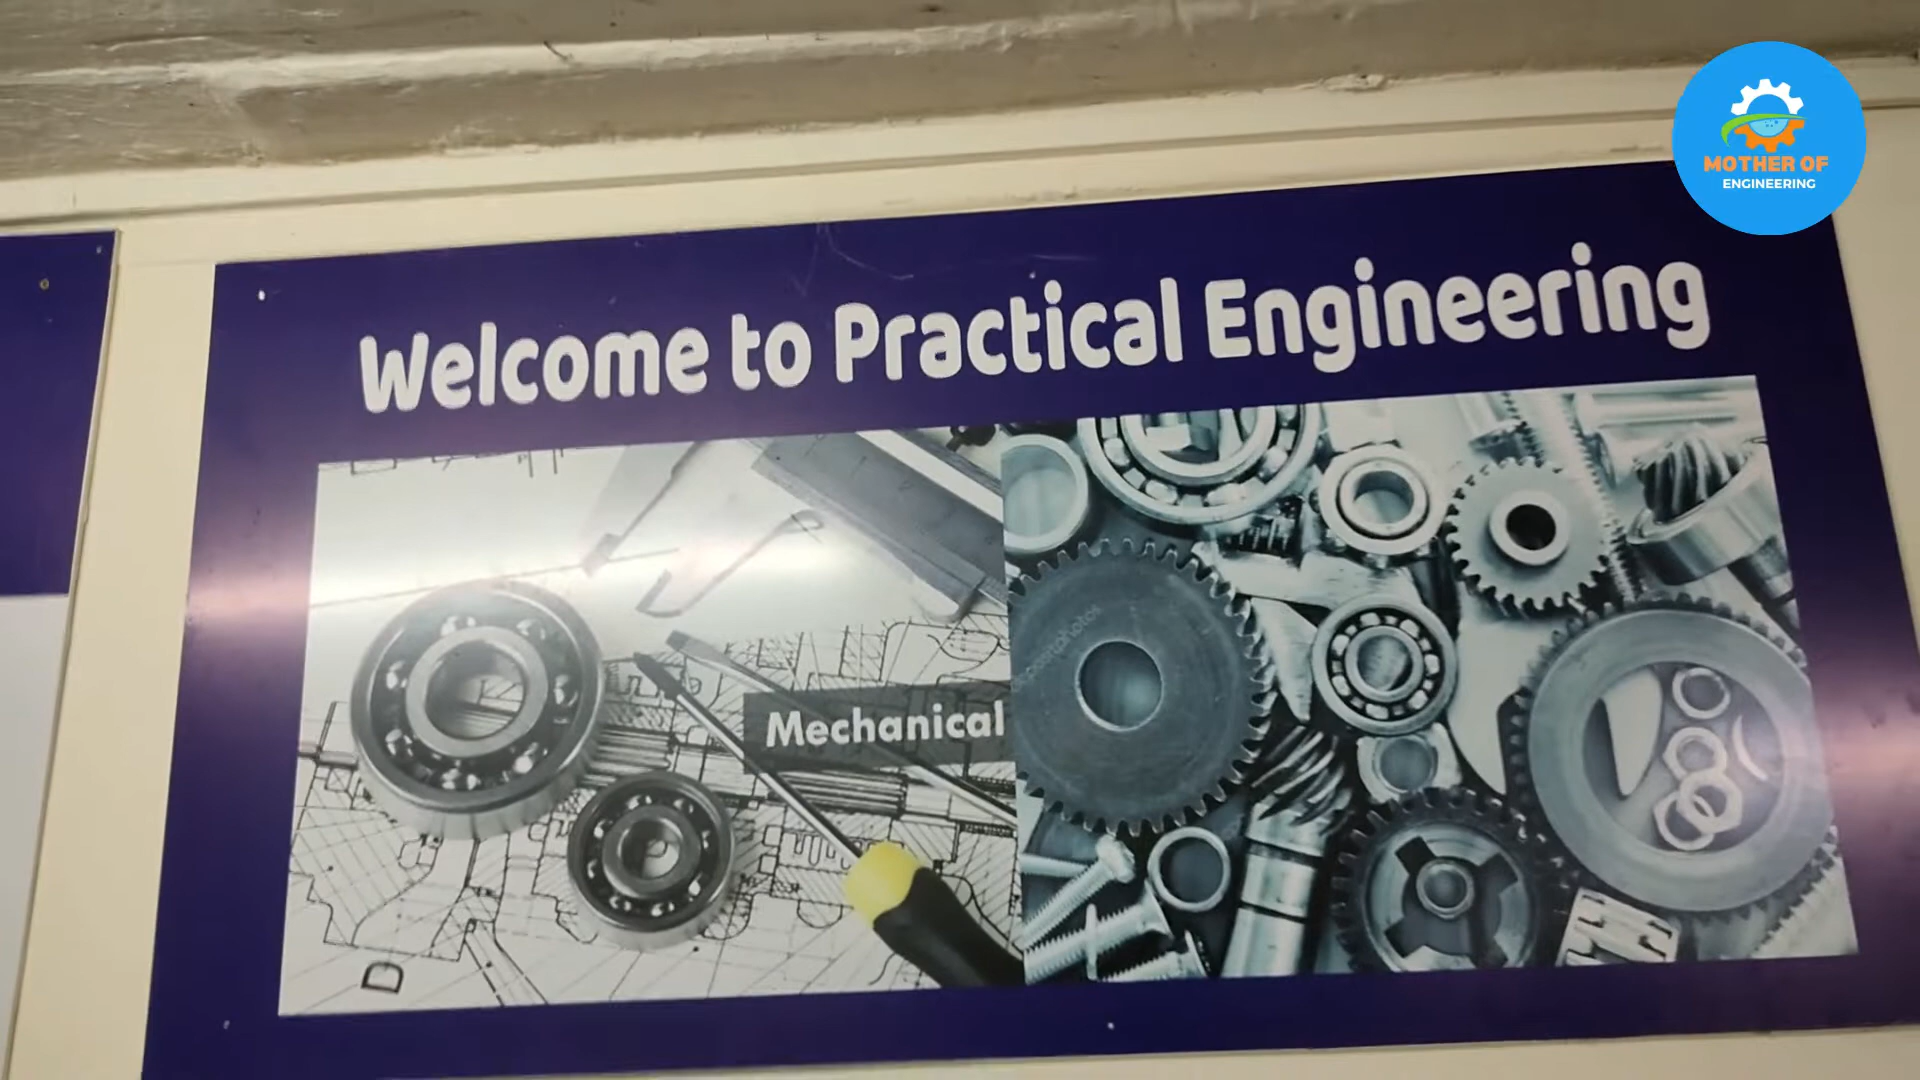 MOTHER OF
ENGINEERING
Welcome to Practical Engineering
Mechanical
D